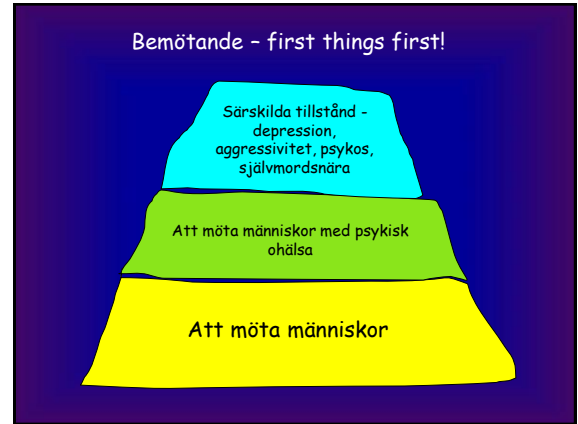 Bemötande – first things first!
Särskilda tillstånd -
depression,
aggressivitet, psykos,
självmordsnära
Att möta människor med psykisk
ohälsa
Att möta människor